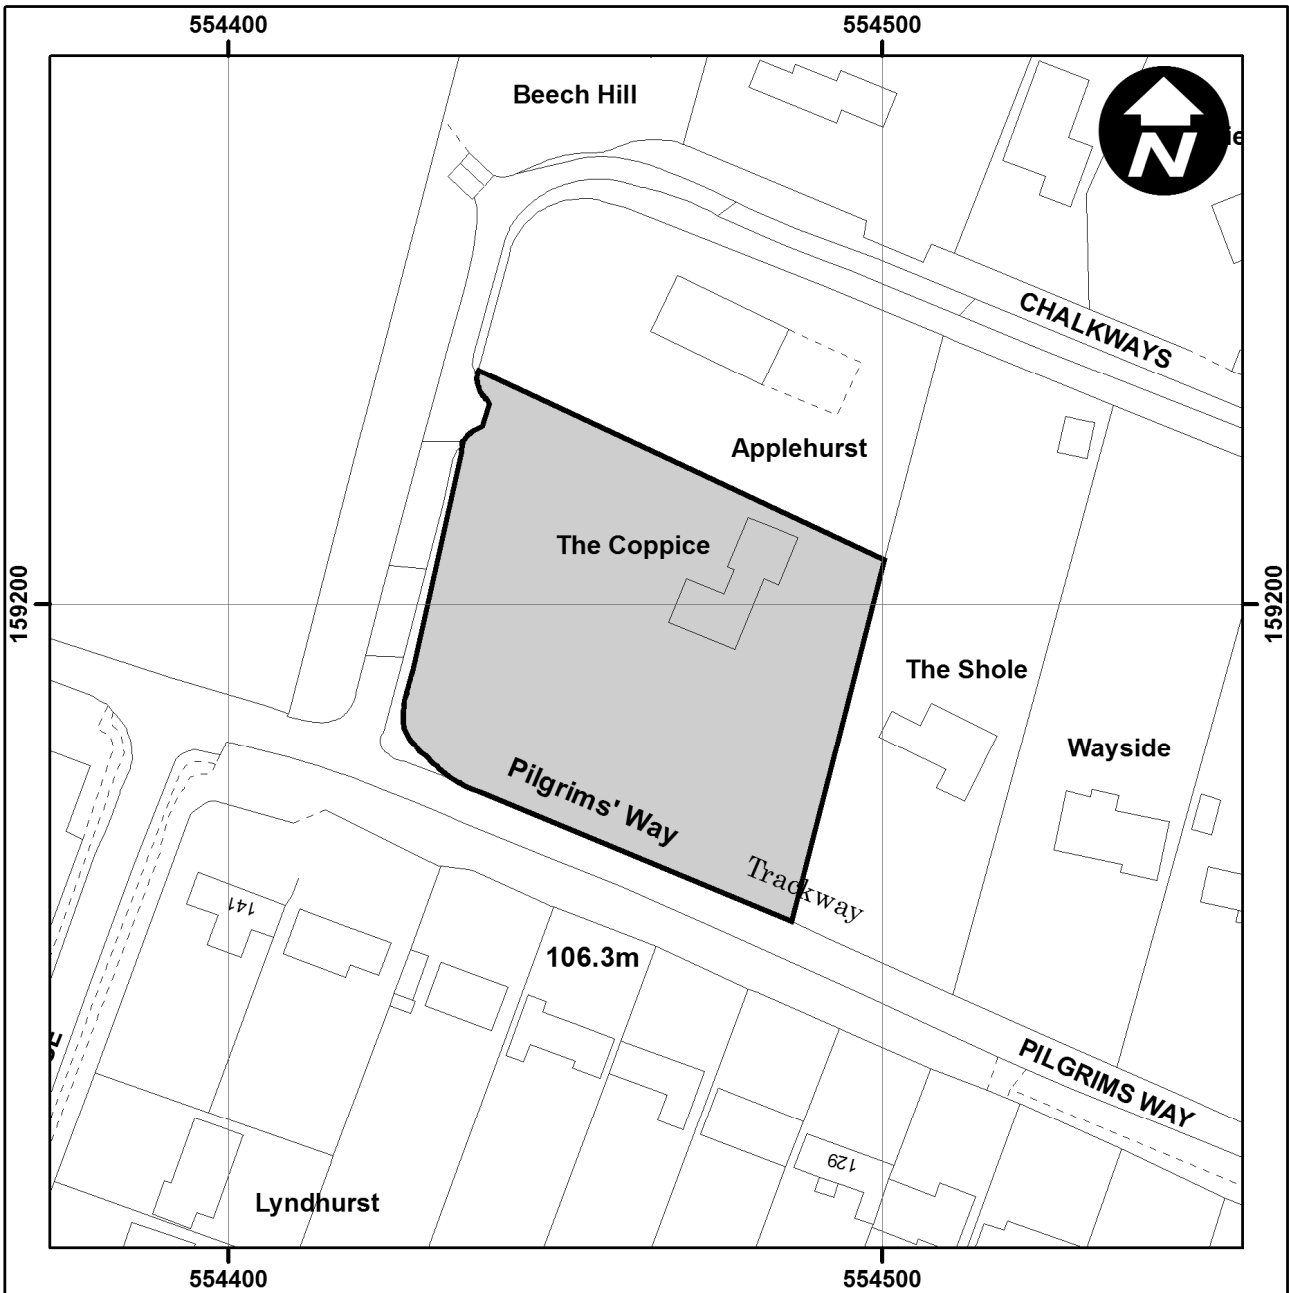 554400
554500
Beech Hill
N
CHALKWAYS
Applehurst
The Coppice
159200
159200
The Shole
Wayside
Pilgrims' Way
Trackway
141
106.3m
PILGRIMS WAY
129
Lyndhurst
554400
554500